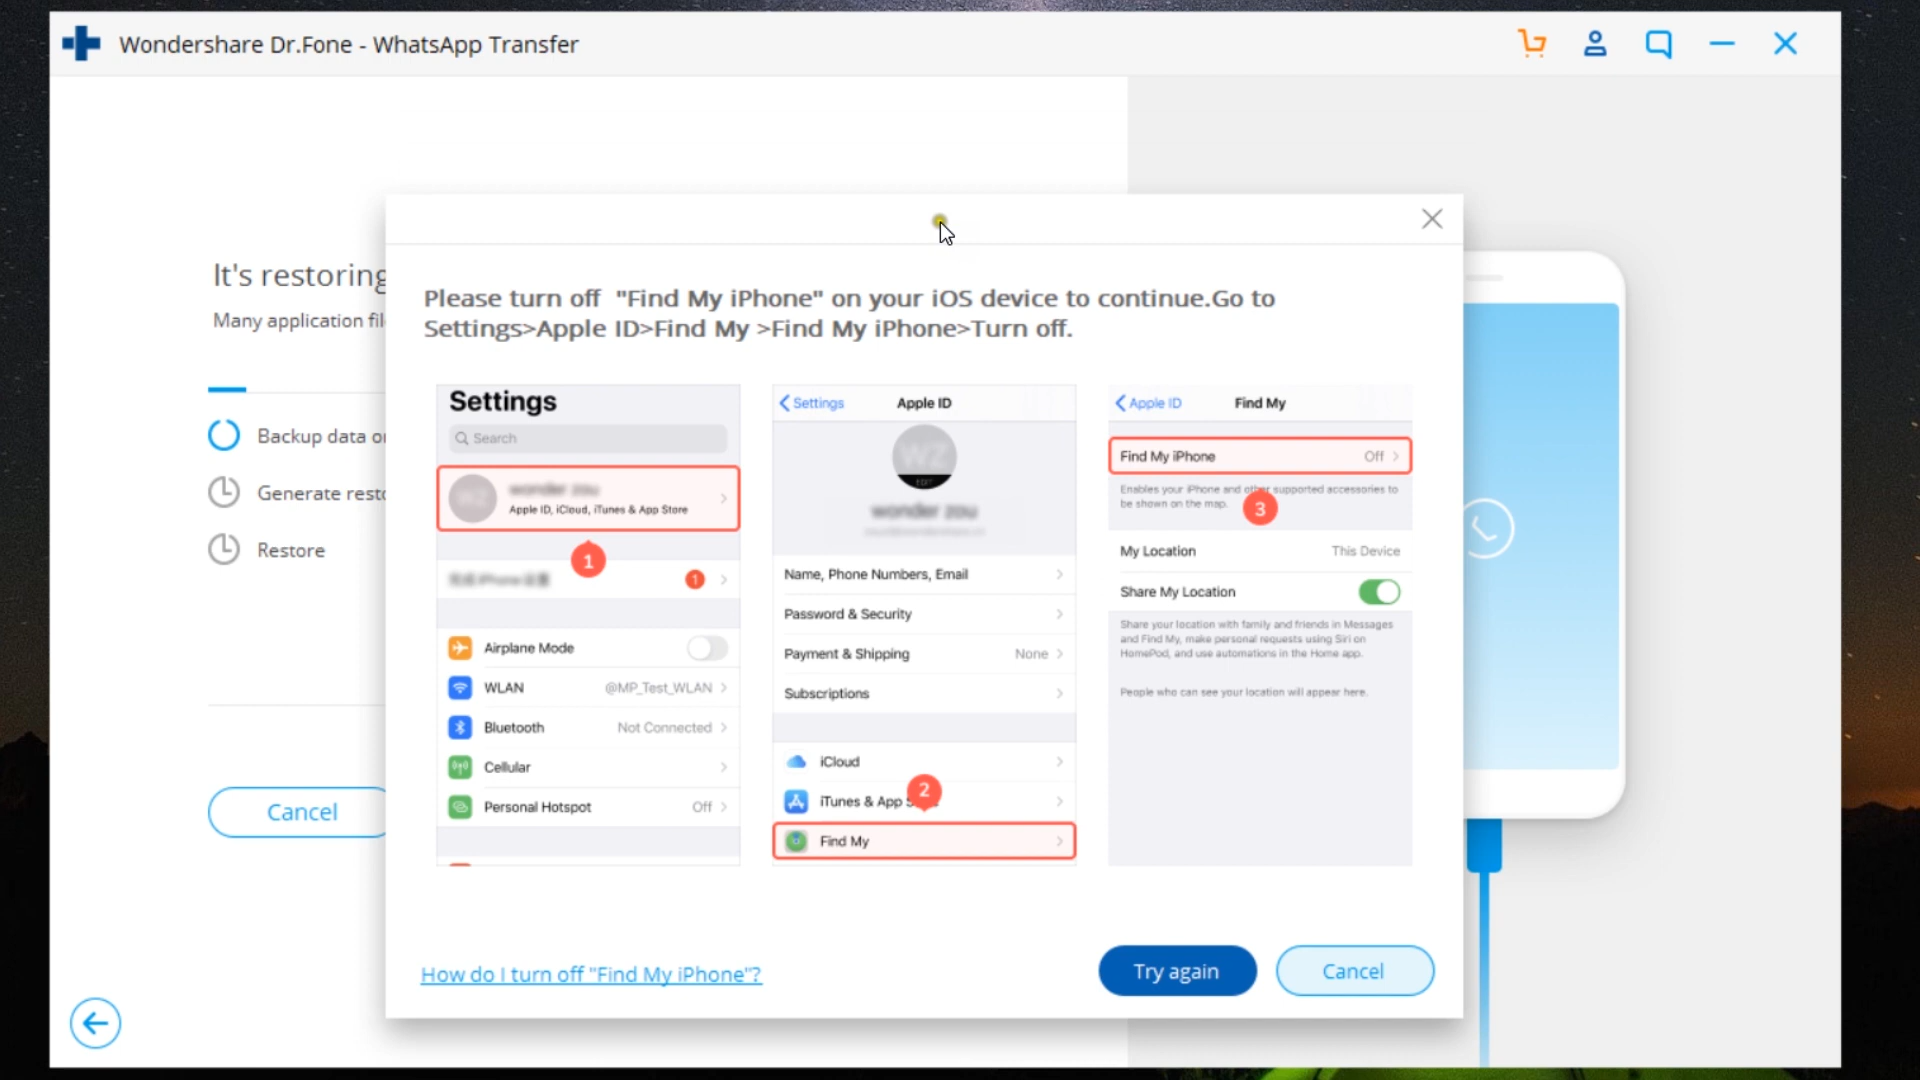 Wondershare Dr.Fone - WhatsApp Transfer
It's restoring
Many application
Please turn off "Find My iPhone" on your iOS device to continue.Go to
Settings>Apple ID>Find My >Find My iPhone>Turn off.
Backup data
Generate
Restore
Cancel
Settings
Search
Apple ID, iCloud, iTunes & App Store
1
1
Airplane Mode
WLAN @MP_Test_WLAN
Bluetooth Not Connected
Cellular
Personal Hotspot Off
Settings Apple ID
WZ
EDIT
wonder zou
Name, Phone Numbers, Email
Password & Security
Payment & Shipping None
Subscriptions
iCloud
iTunes & App
2
Find My
Apple ID Find My
Find My iPhone Off
Enables your iPhone and other supported accessories to
be shown on the map.
3
My Location This Device
Share My Location
Share your location with family and friends in Messages
and Find My, make personal requests using Siri on
HomePod, and use automations in the Home app.
People who can see your location will appear here.
How do I turn off "Find My iPhone"?
Try again
Cancel